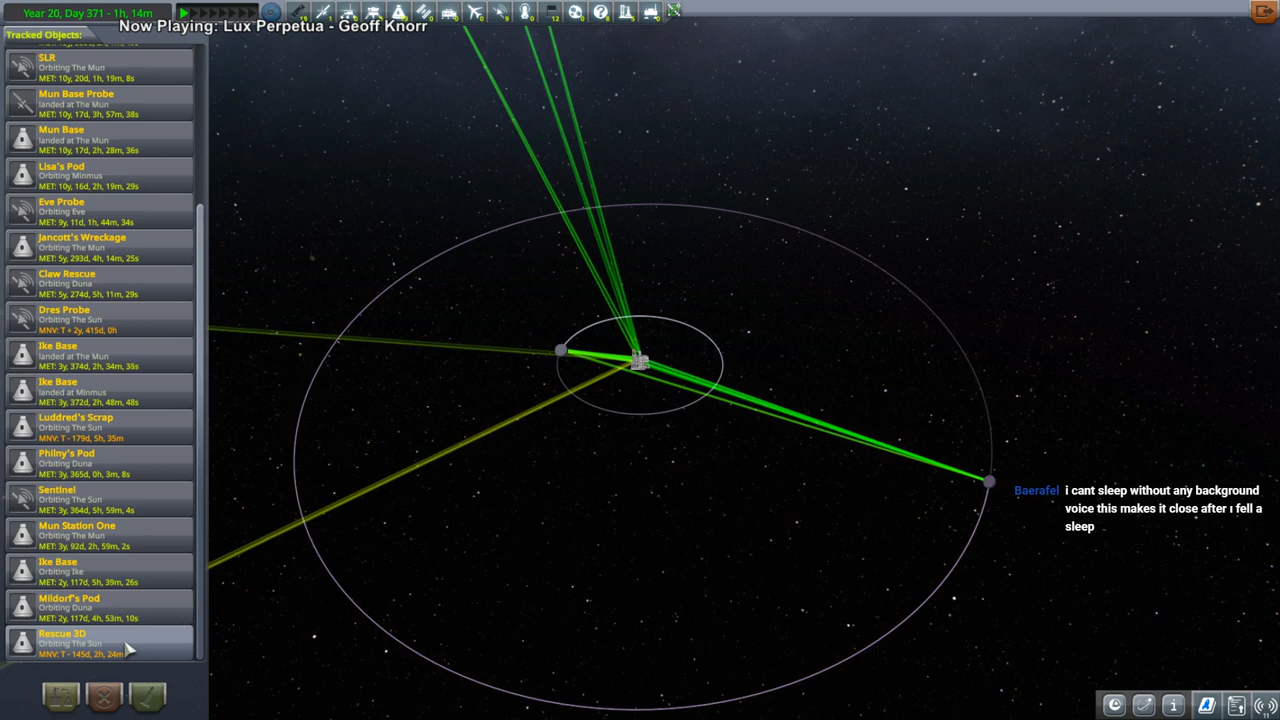 Year 20, Day 371 - 1h, 14m
Now Playing: Lux Perpetua - Geoff Knorr
Tracked Objects:
SLR
Orbiting The Mun
MET: 10y, 20d, 1h, 19m, 8s
Mun Base Probe
landed at The Mun
MET: 10y, 17d, 3h, 57m, 38s
Mun Base
landed at The Mun
MET: 10y, 17d, 2h, 28m, 36s
Lisa's Pod
Orbiting Minmus
MET: 10y, 16d, 2h, 19m, 29s
Eve Probe
Orbiting Eve
MET: 9y, 11d, 1h, 44m, 34s
Jancott's Wreckage
Orbiting The Mun
MET: 5y, 293d, 4h, 14m, 25s
Claw Rescue
Orbiting Duna
MET: 5y, 274d, 5h, 11m, 29s
Dres Probe
Orbiting The Sun
MNV: T + 2y, 415d, 0h
Ike Base
landed at The Mun
MET: 3y, 374d, 2h, 34m, 38s
Ike Base
landed at Minmus
MET: 3y, 372d, 2h, 48m, 48s
Luddred's Scrap
Orbiting The Sun
MNV: T - 179d, 5h, 35m
Philny's Pod
Orbiting Duna
MET: 3y, 365d, 0h, 3m, 8s
Sentinel
Orbiting The Sun
MET: 3y, 364d, 5h, 59m, 4s
Mun Station One
Orbiting The Mun
MET: 3y, 92d, 2h, 59m, 2s
Ike Base
Orbiting Ike
MET: 2y, 117d, 5h, 39m, 26s
Mildorf's Pod
Orbiting Duna
MET: 2y, 117d, 4h, 53m, 10s
Rescue 3D
Orbiting The Sun
MNV: T - 145d, 2h, 24m
Baerafel i cant sleep without any background
voice this makes it close after ı fell a
sleep